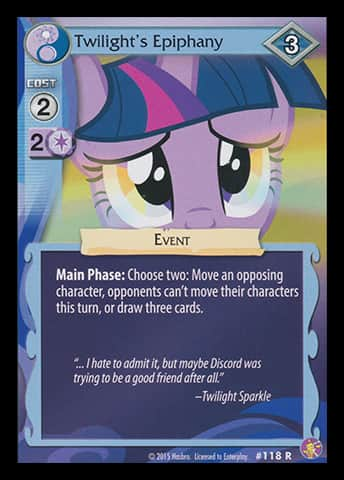 Twilight's Epiphany
3
COST
2
2
EVENT
Main Phase: Choose two: Move an opposing
character, opponents can't move their characters
this turn, or draw three cards.
"... I hate to admit it, but maybe Discord was
trying to be a good friend after all."
–Twilight Sparkle
© 2015 Hasbro. Licensed to Enterplay. #118 R